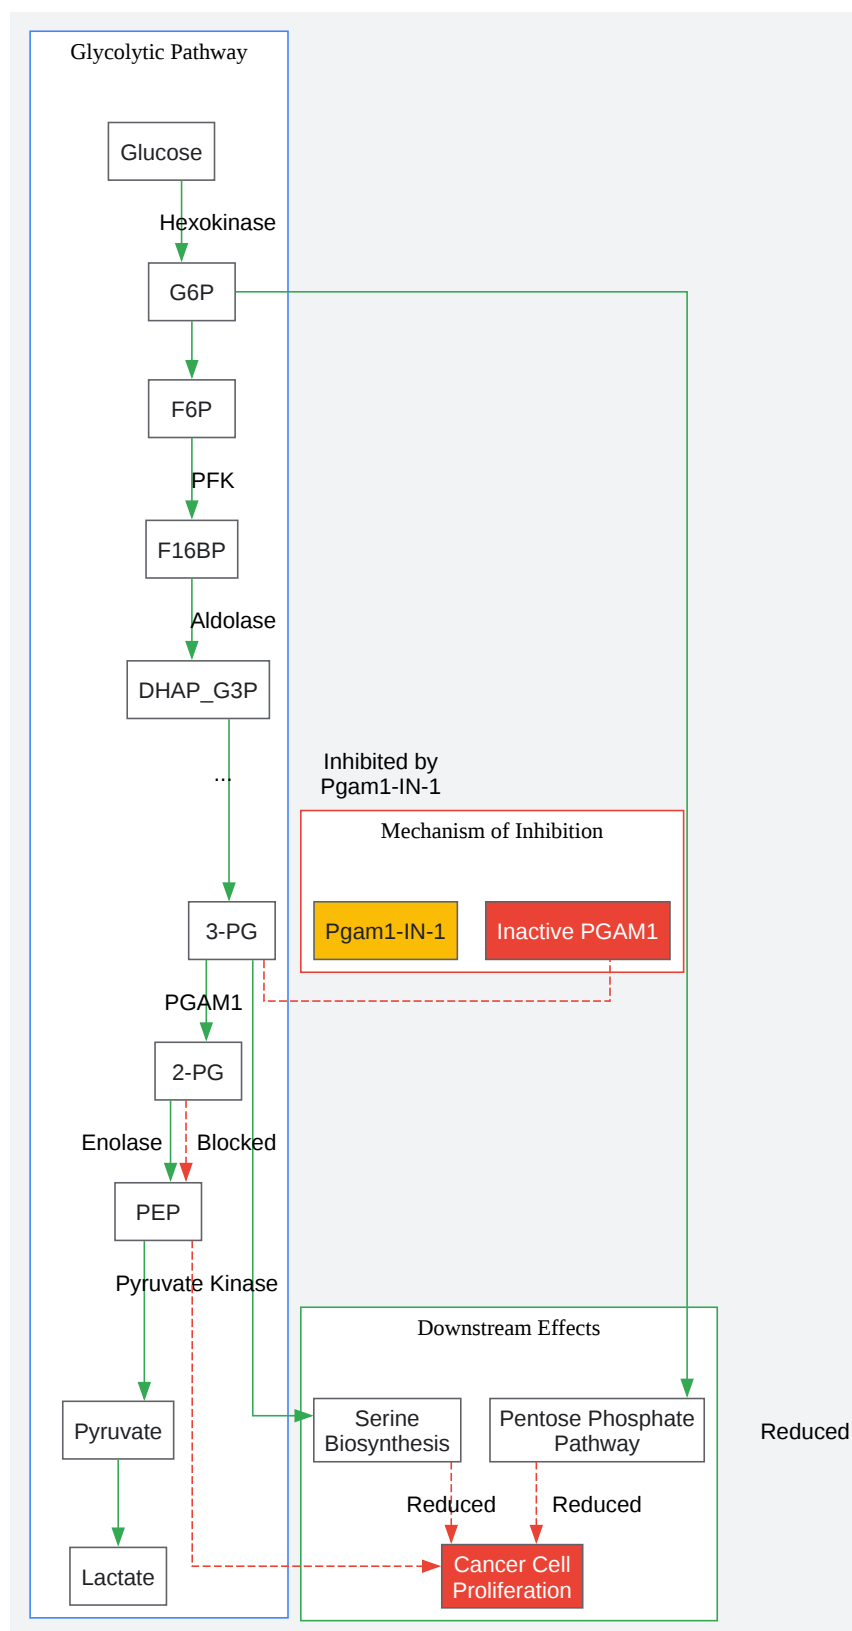 Glycolytic Pathway
Glucose
Hexokinase
G6P
F6P
PFK
F16BP
Aldolase
DHAP_G3P
...
Inhibited by
Pgam1-IN-1
Mechanism of Inhibition
3-PG
Pgam1-IN-1
Inactive PGAM1
PGAM1
2-PG
Enolase
Blocked
PEP
Pyruvate Kinase
Downstream Effects
Pyruvate
Serine
Biosynthesis
Pentose Phosphate
Pathway
Reduced
Reduced
Reduced
Lactate
Cancer Cell
Proliferation